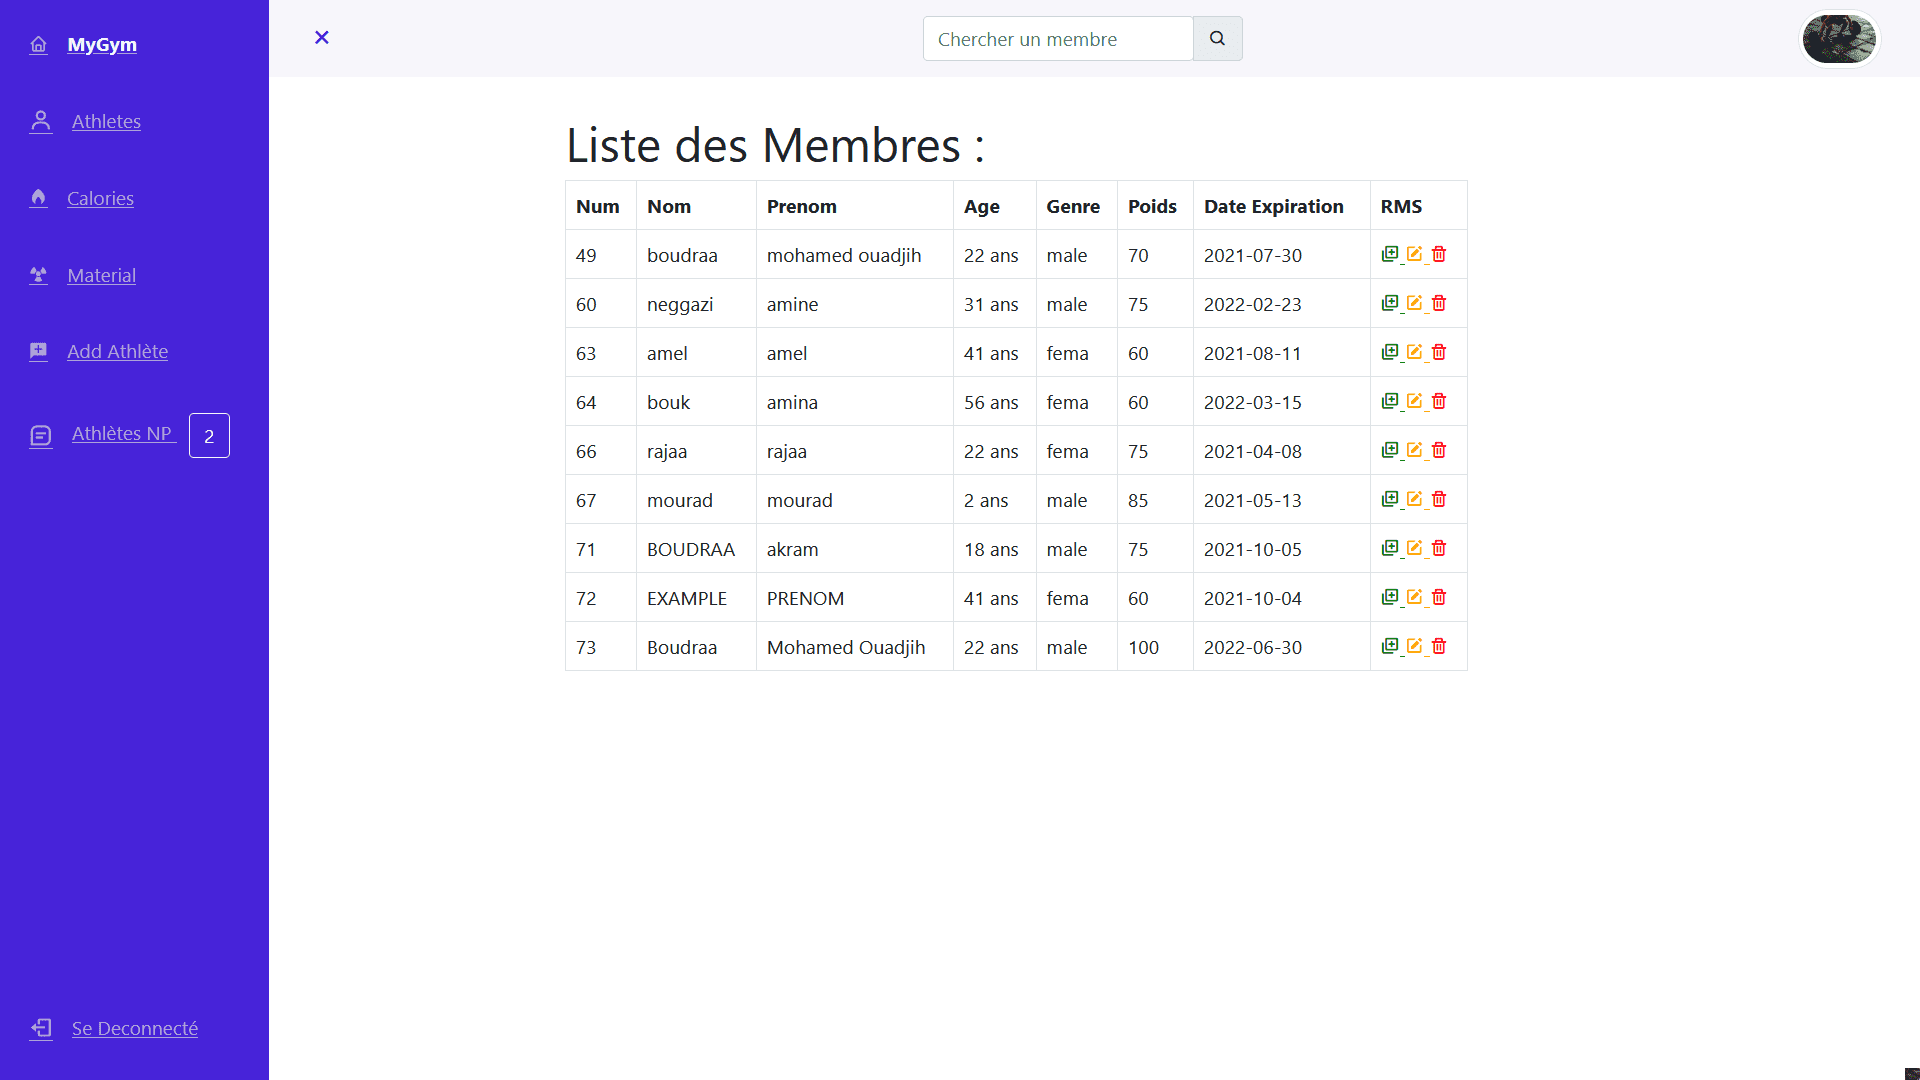 MyGym
Athletes
Calories
Material
Add Athlète
Athlètes NP 2
Se Deconnecté
Chercher un membre
Liste des Membres :
Num Nom Prenom Age Genre Poids Date Expiration RMS
49 boudraa mohamed ouadjih 22 ans male 70 2021-07-30
60 neggazi amine 31 ans male 75 2022-02-23
63 amel amel 41 ans fema 60 2021-08-11
64 bouk amina 56 ans fema 60 2022-03-15
66 rajaa rajaa 22 ans fema 75 2021-04-08
67 mourad mourad 2 ans male 85 2021-05-13
71 BOUDRAA akram 18 ans male 75 2021-10-05
72 EXAMPLE PRENOM 41 ans fema 60 2021-10-04
73 Boudraa Mohamed Ouadjih 22 ans male 100 2022-06-30